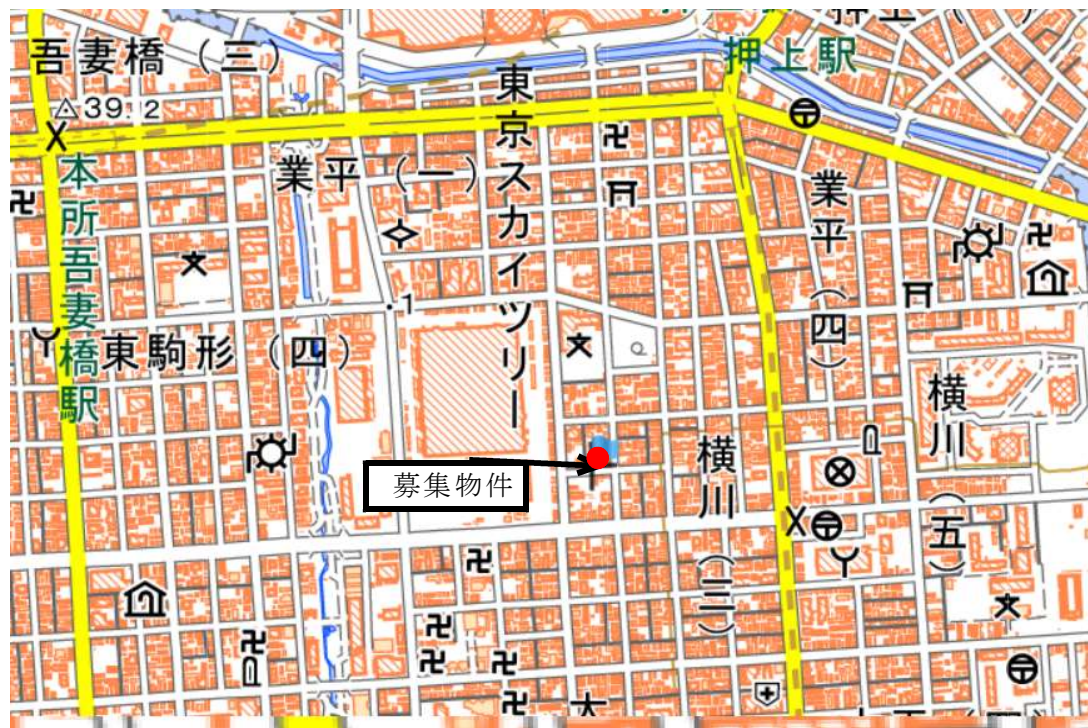 吾妻橋（三）
押上駅
39.2
東京スカイツリー
業平（一）
本所吾妻橋駅
業平（四）
・1
東駒形（四）
横川（五）
横川（三）
募集物件